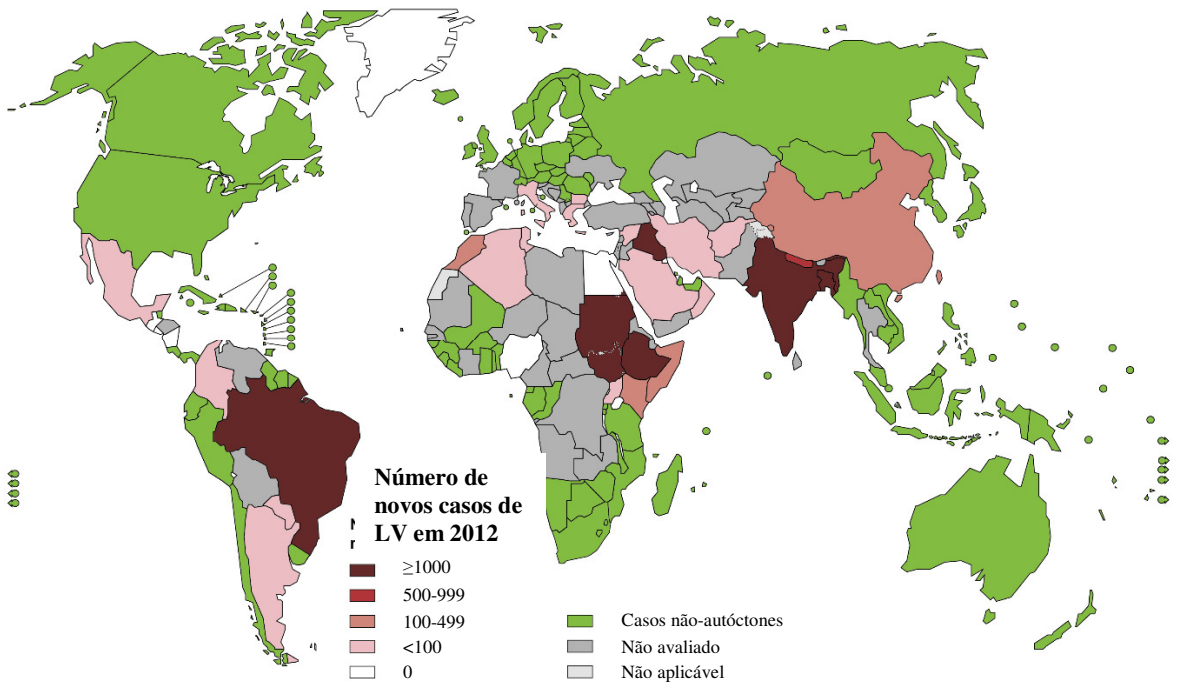 Número de
novos casos de
LV em 2012
≥1000
500-999
100-499
<100
0
Casos não-autóctones
Não avaliado
Não aplicável